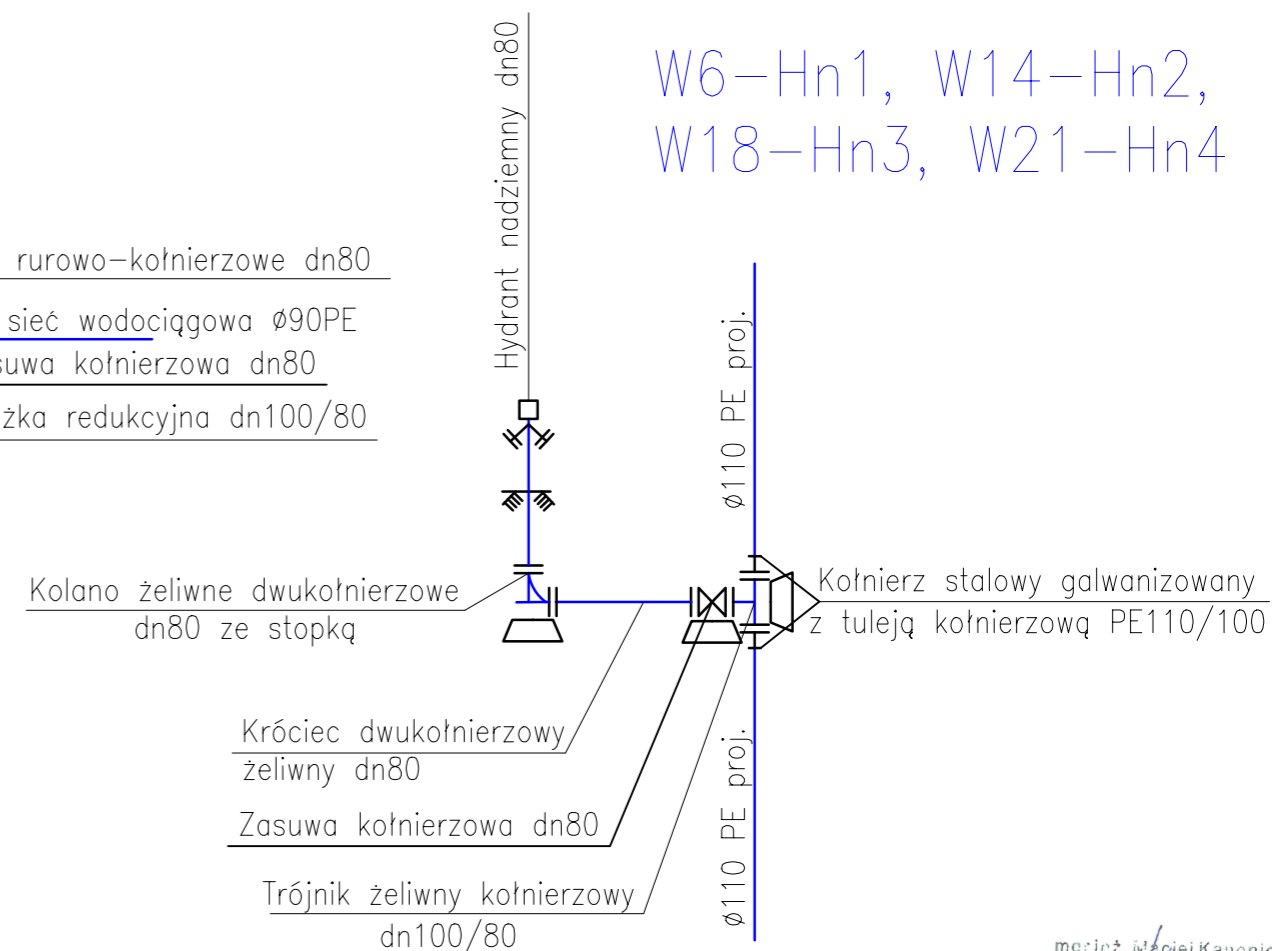 W6-Hn1, W14-Hn2,
W18-Hn3, W21-Hn4
Hydrant nadziemny dn80
rurowo-kołnierzowe dn80
sieć wodociągowa Ø90PE
suwa kołnierzowa dn80
żka redukcyjna dn100/80
Ø110 PE proj.
Kolano żeliwne dwukołnierzowe
dn80 ze stopką
Kołnierz stalowy galwanizowany
z tuleją kołnierzową PE110/100
Króciec dwukołnierzowy
żeliwny dn80
Zasuwa kołnierzowa dn80
Trójnik żeliwny kołnierzowy
dn100/80
Ø110 PE proj.
Maciej